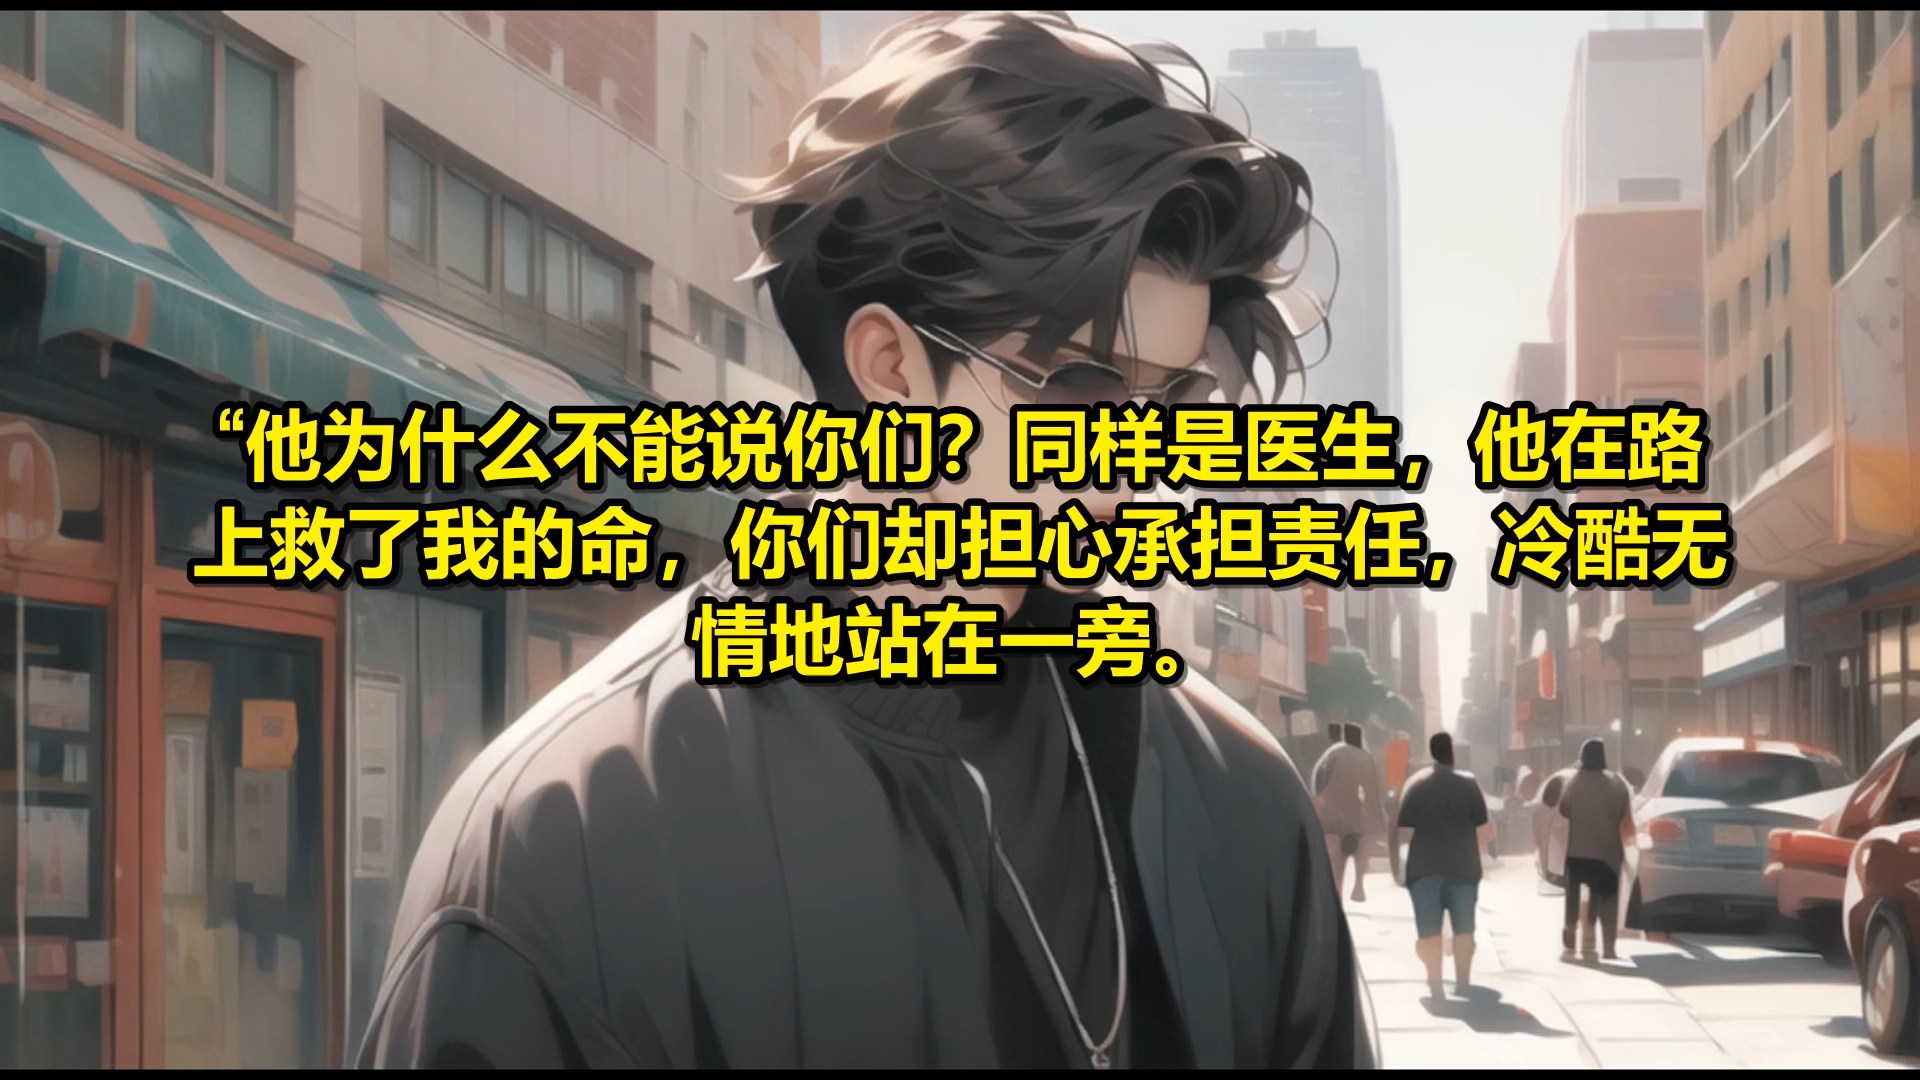 “他为什么不能说你们？同样是医生，他在路
上救了我的命，你们却担心承担责任，冷酷无
情地站在一旁。